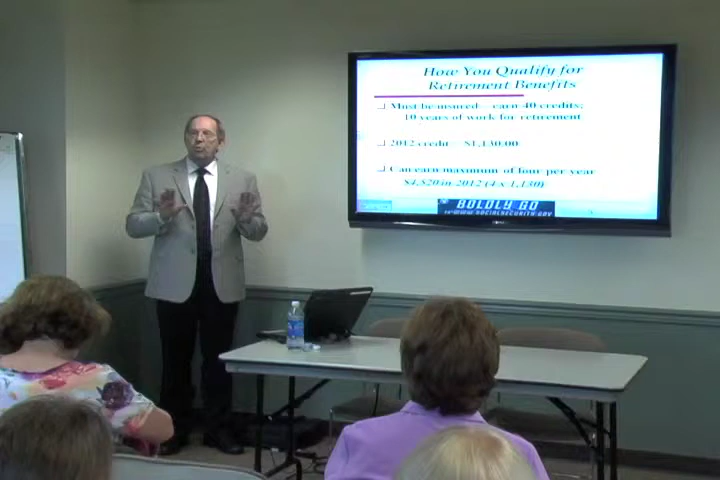 How You Qualify for
Retirement Benefits
Must be insured: earn 40 credits;
10 years of work for retirement
2012 credit = $1,130.00
Can earn maximum of four per year
$4,520 in 2012 (4 x 1,130)
BOLDLY GO
WWW.SOCIALSECURITY.GOV